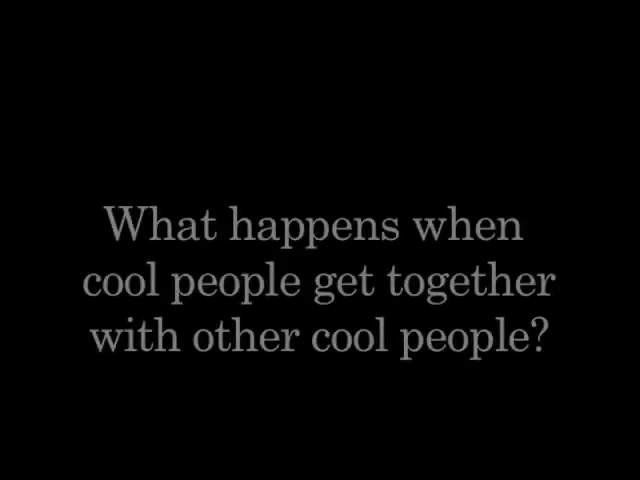 What happens when
cool people get together
with other cool people?